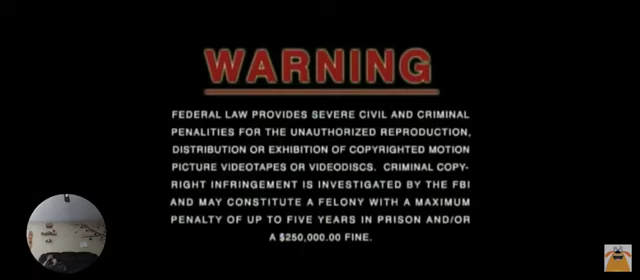 WARNING
FEDERAL LAW PROVIDES SEVERE CIVIL AND CRIMINAL
PENALITIES FOR THE UNAUTHORIZED REPRODUCTION,
DISTRIBUTION OR EXHIBITION OF COPYRIGHTED MOTION
PICTURE VIDEOTAPES OR VIDEODISCS. CRIMINAL COPY-
RIGHT INFRINGEMENT IS INVESTIGATED BY THE FBI
AND MAY CONSTITUTE A FELONY WITH A MAXIMUM
PENALTY OF UP TO FIVE YEARS IN PRISON AND/OR
A $250,000.00 FINE.